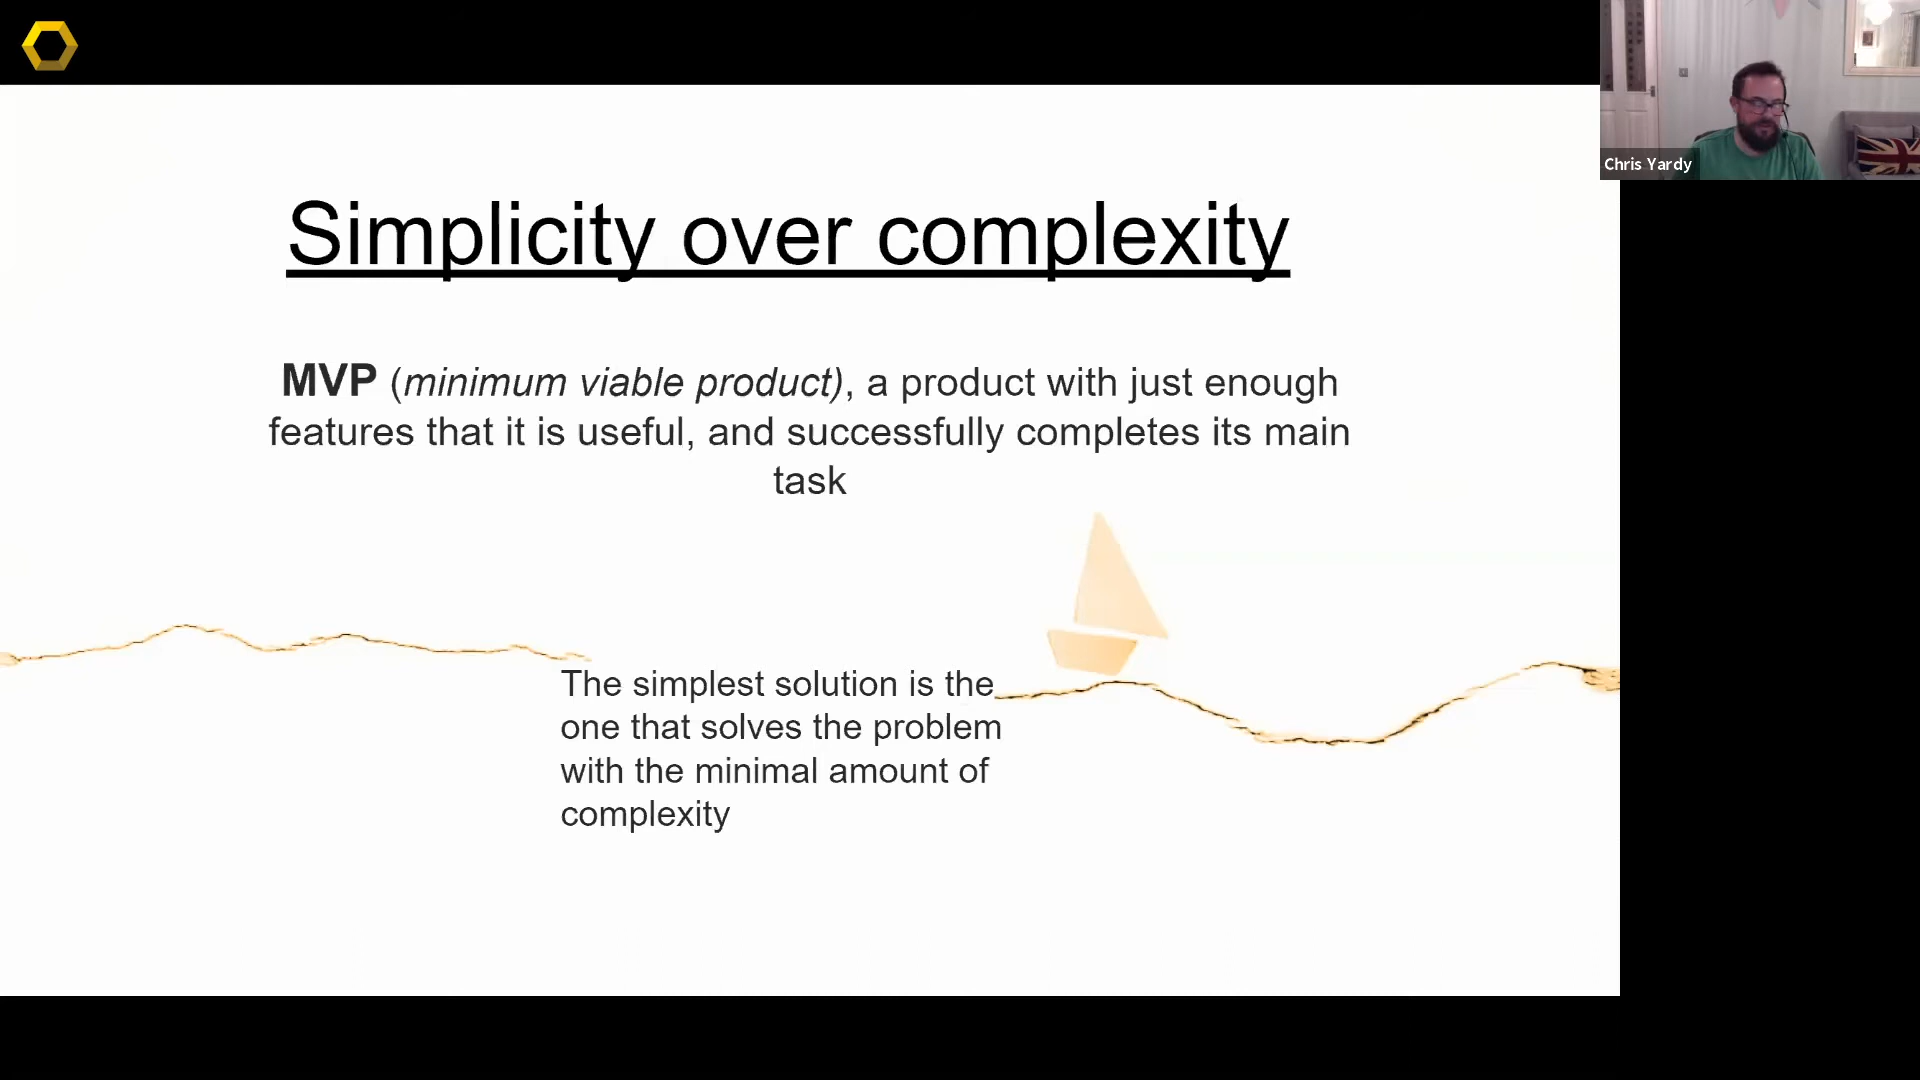 Chris Yardy
Simplicity over complexity
MVP (minimum viable product), a product with just enough
features that it is useful, and successfully completes its main
task
The simplest solution is the
one that solves the problem
with the minimal amount of
complexity